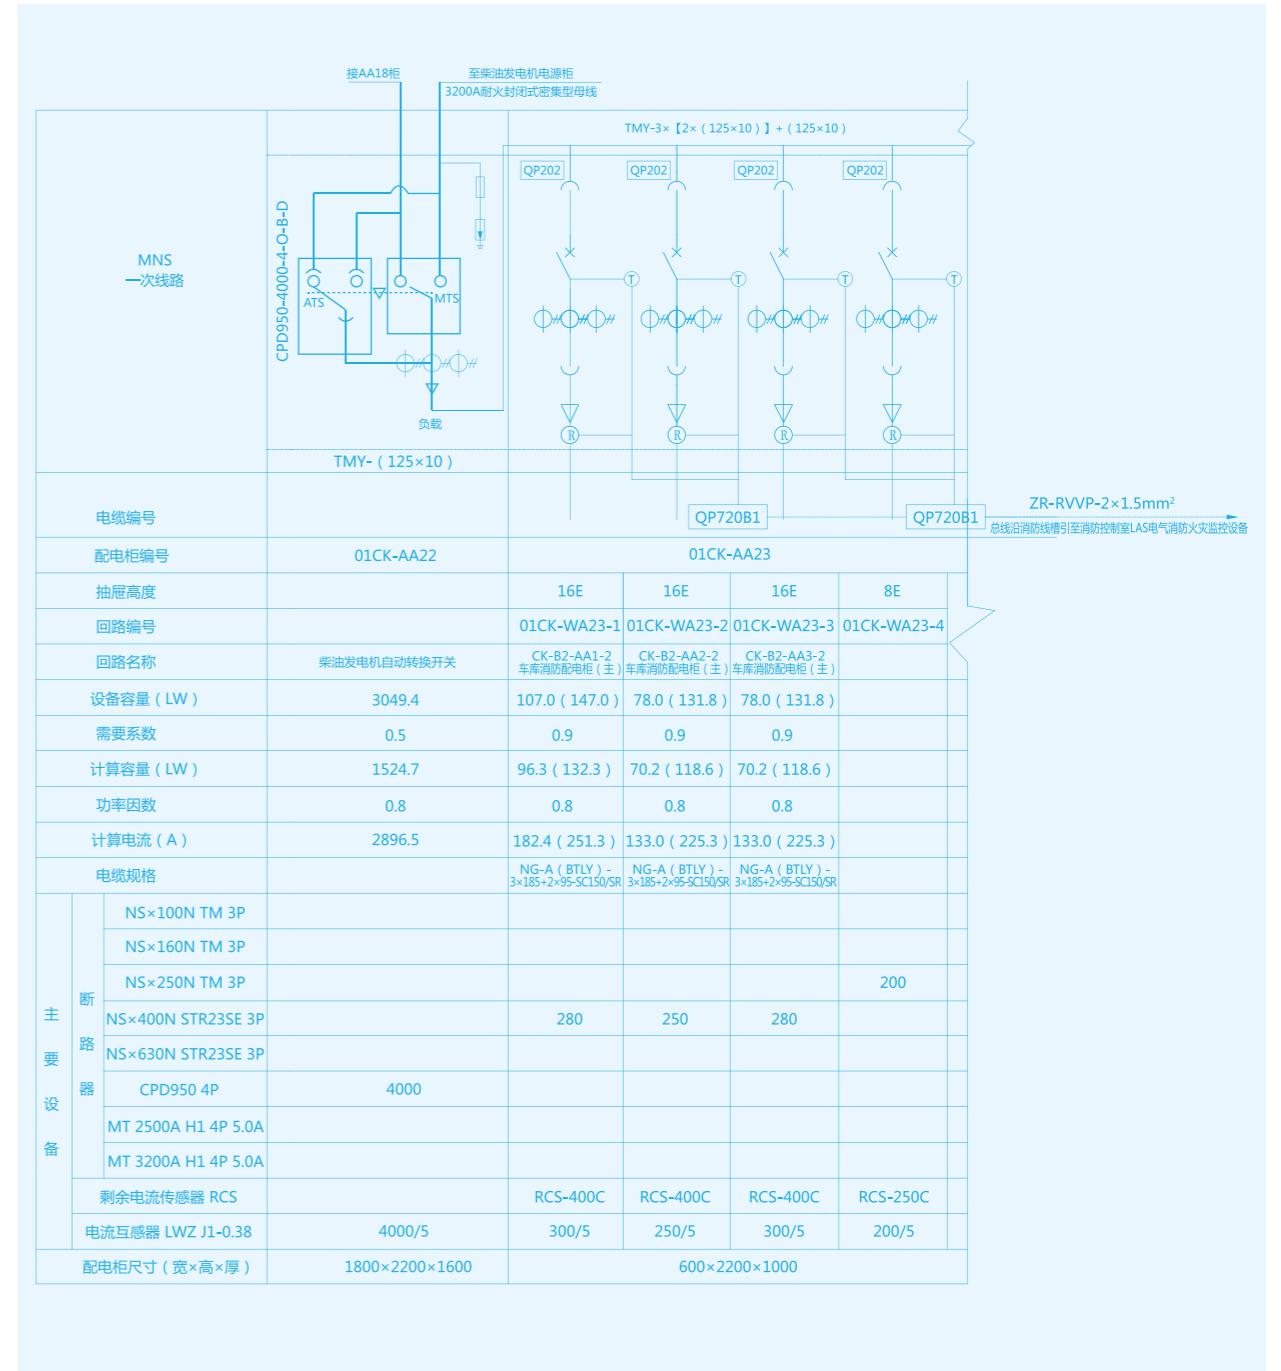 接AA18柜
至柴油发电机电源柜
3200A耐火封闭式密集型母线
TMY-3×【2×（125×10）】+（125×10）
QP202 QP202 QP202 QP202
MNS
一次线路
CPD950-4000-4-O-B-D
ATS
MTS
T T T T
负载
R R R R
TMY-（125×10）
电缆编号
QP720B1 QP720B1
ZR-RVVP-2×1.5mm²
总线沿消防线槽引至消防控制室LAS电气消防火灾监控设备
配电柜编号 01CK-AA22 01CK-AA23
抽屉高度 16E 16E 16E 8E
回路编号 01CK-WA23-1 01CK-WA23-2 01CK-WA23-3 01CK-WA23-4
回路名称 柴油发电机自动转换开关
CK-B2-AA1-2 CK-B2-AA2-2 CK-B2-AA3-2
车库消防配电柜（主） 车库消防配电柜（主） 车库消防配电柜（主）
设备容量（LW） 3049.4 107.0（147.0） 78.0（131.8） 78.0（131.8）
需要系数 0.5 0.9 0.9 0.9
计算容量（LW） 1524.7 96.3（132.3） 70.2（118.6） 70.2（118.6）
功率因数 0.8 0.8 0.8 0.8
计算电流（A） 2896.5 182.4（251.3） 133.0（225.3） 133.0（225.3）
电缆规格
NG-A（BTLY）- NG-A（BTLY）- NG-A（BTLY）-
3×185+2×95-SC150/SR 3×185+2×95-SC150/SR 3×185+2×95-SC150/SR
主要设备
断路器
NS×100N TM 3P
NS×160N TM 3P
NS×250N TM 3P 200
NS×400N STR23SE 3P 280 250 280
NS×630N STR23SE 3P
CPD950 4P 4000
MT 2500A H1 4P 5.0A
MT 3200A H1 4P 5.0A
剩余电流传感器 RCS RCS-400C RCS-400C RCS-400C RCS-250C
电流互感器 LWZ J1-0.38 4000/5 300/5 250/5 300/5 200/5
配电柜尺寸（宽×高×厚） 1800×2200×1600 600×2200×1000